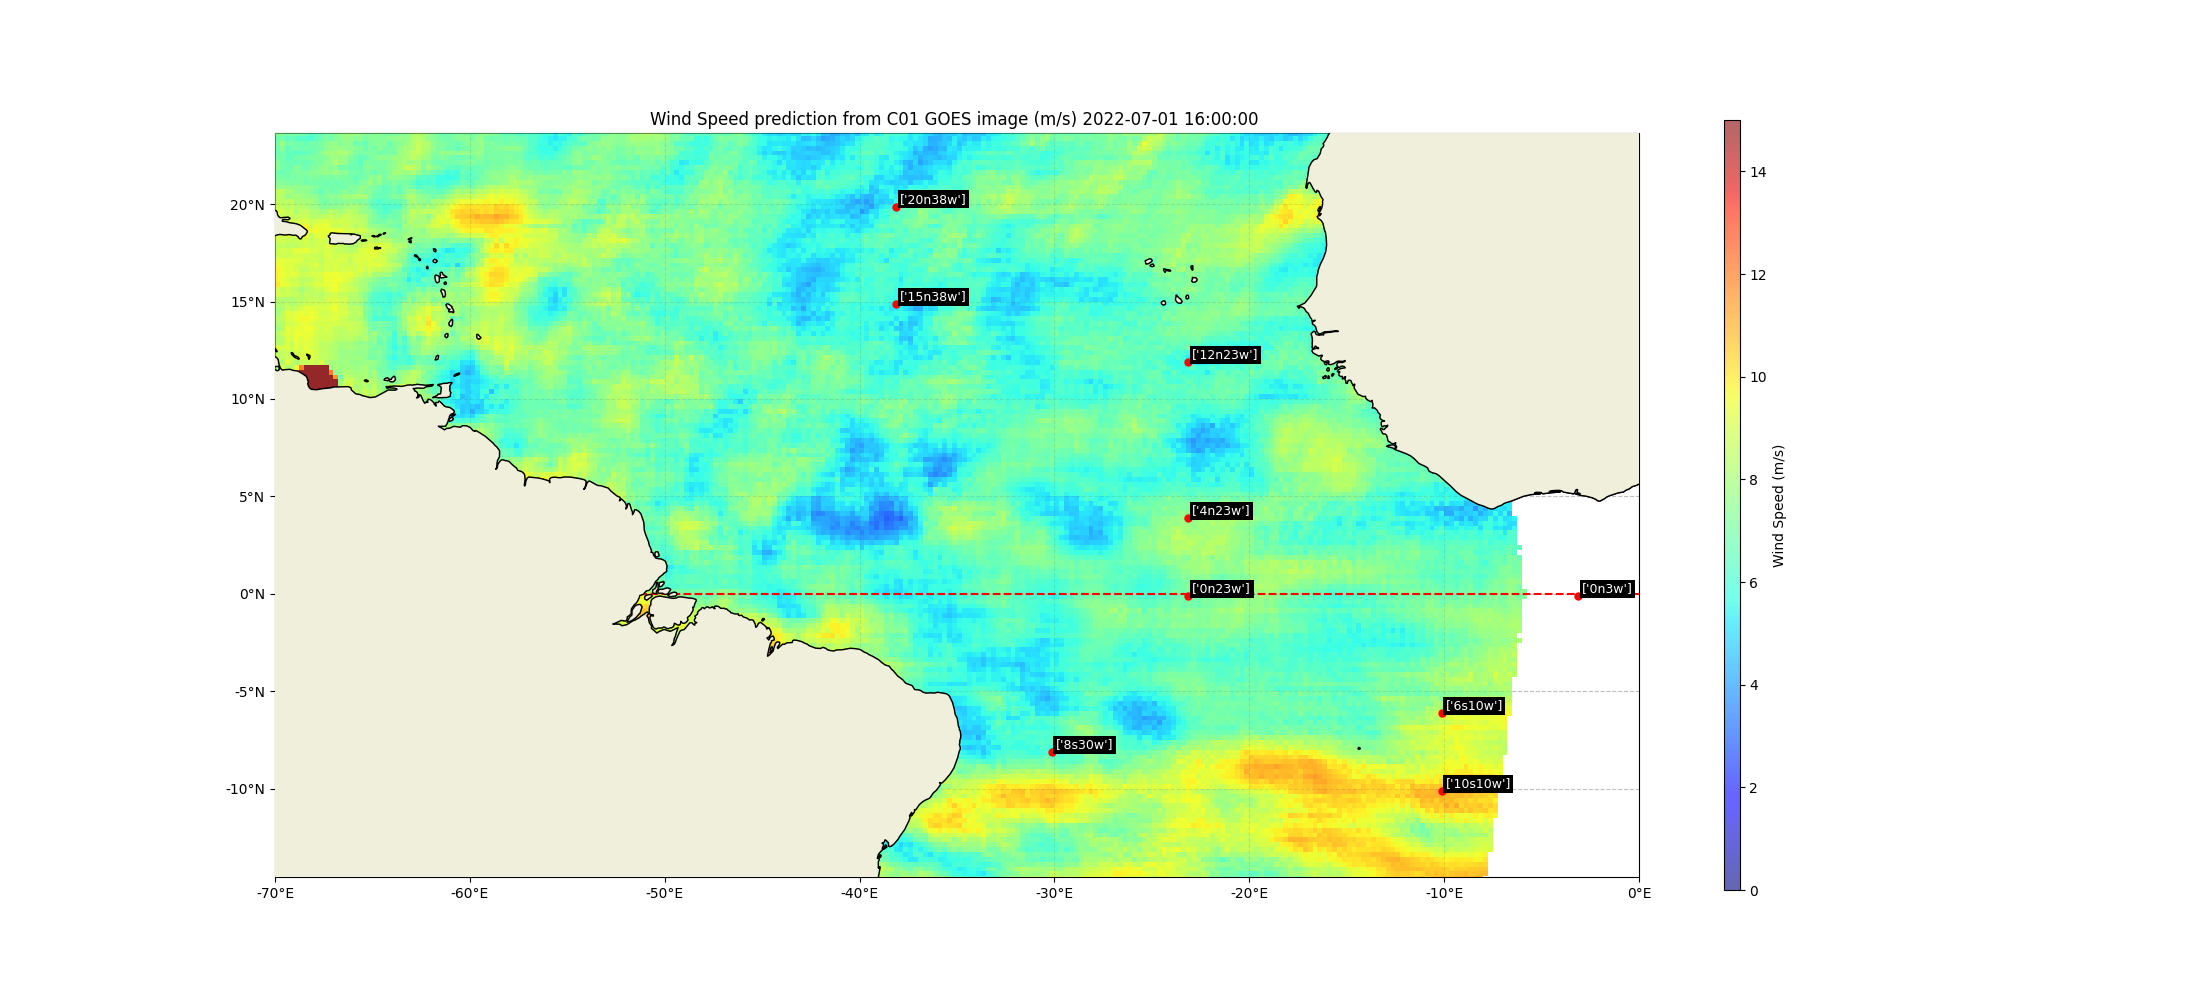 Wind Speed prediction from C01 GOES image (m/s) 2022-07-01 16:00:00
14
20°N
['20n38w']
12
15°N
['15n38w']
['12n23w']
10
10°N
8
Wind Speed (m/s)
5°N
['4n23w']
6
0°N
['0n23w']
['0n3w']
4
-5°N
['6s10w']
['8s30w']
2
-10°N
['10s10w']
0
-70°E
-60°E
-50°E
-40°E
-30°E
-20°E
-10°E
0°E